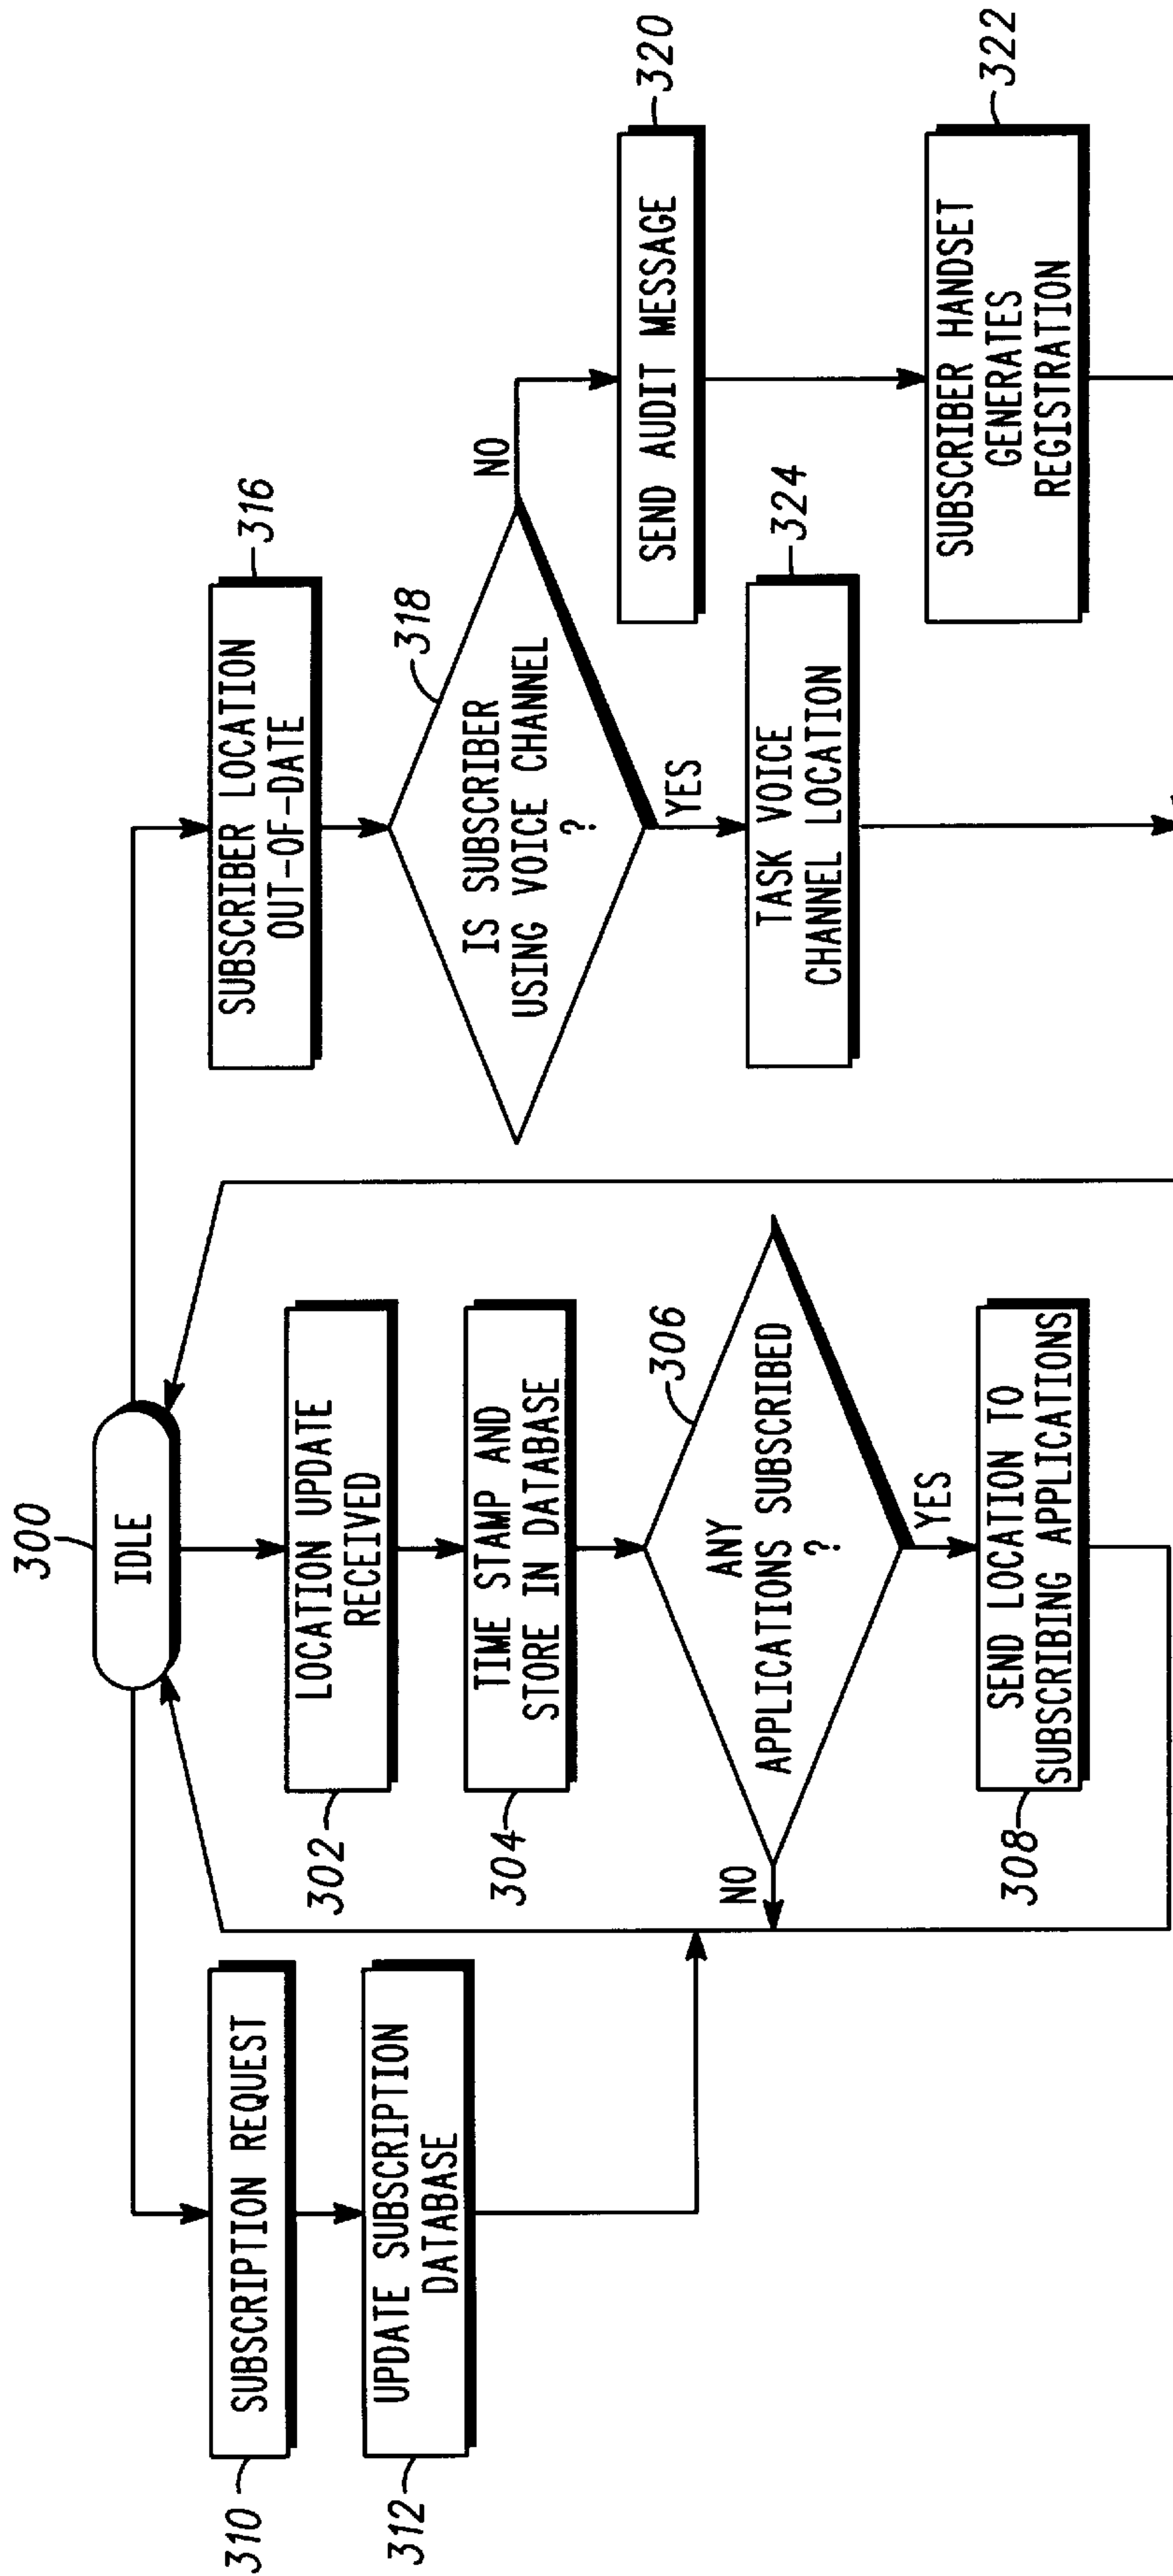 300
IDLE
310
SUBSCRIPTION REQUEST
312
UPDATE SUBSCRIPTION
DATABASE
302
LOCATION UPDATE
RECEIVED
304
TIME STAMP AND
STORE IN DATABASE
306
ANY
APPLICATIONS SUBSCRIBED
?
NO
YES
308
SEND LOCATION TO
SUBSCRIBING APPLICATIONS
316
SUBSCRIBER LOCATION
OUT-OF-DATE
318
IS SUBSCRIBER
USING VOICE CHANNEL
?
NO
YES
320
SEND AUDIT MESSAGE
324
TASK VOICE
CHANNEL LOCATION
322
SUBSCRIBER HANDSET
GENERATES
REGISTRATION